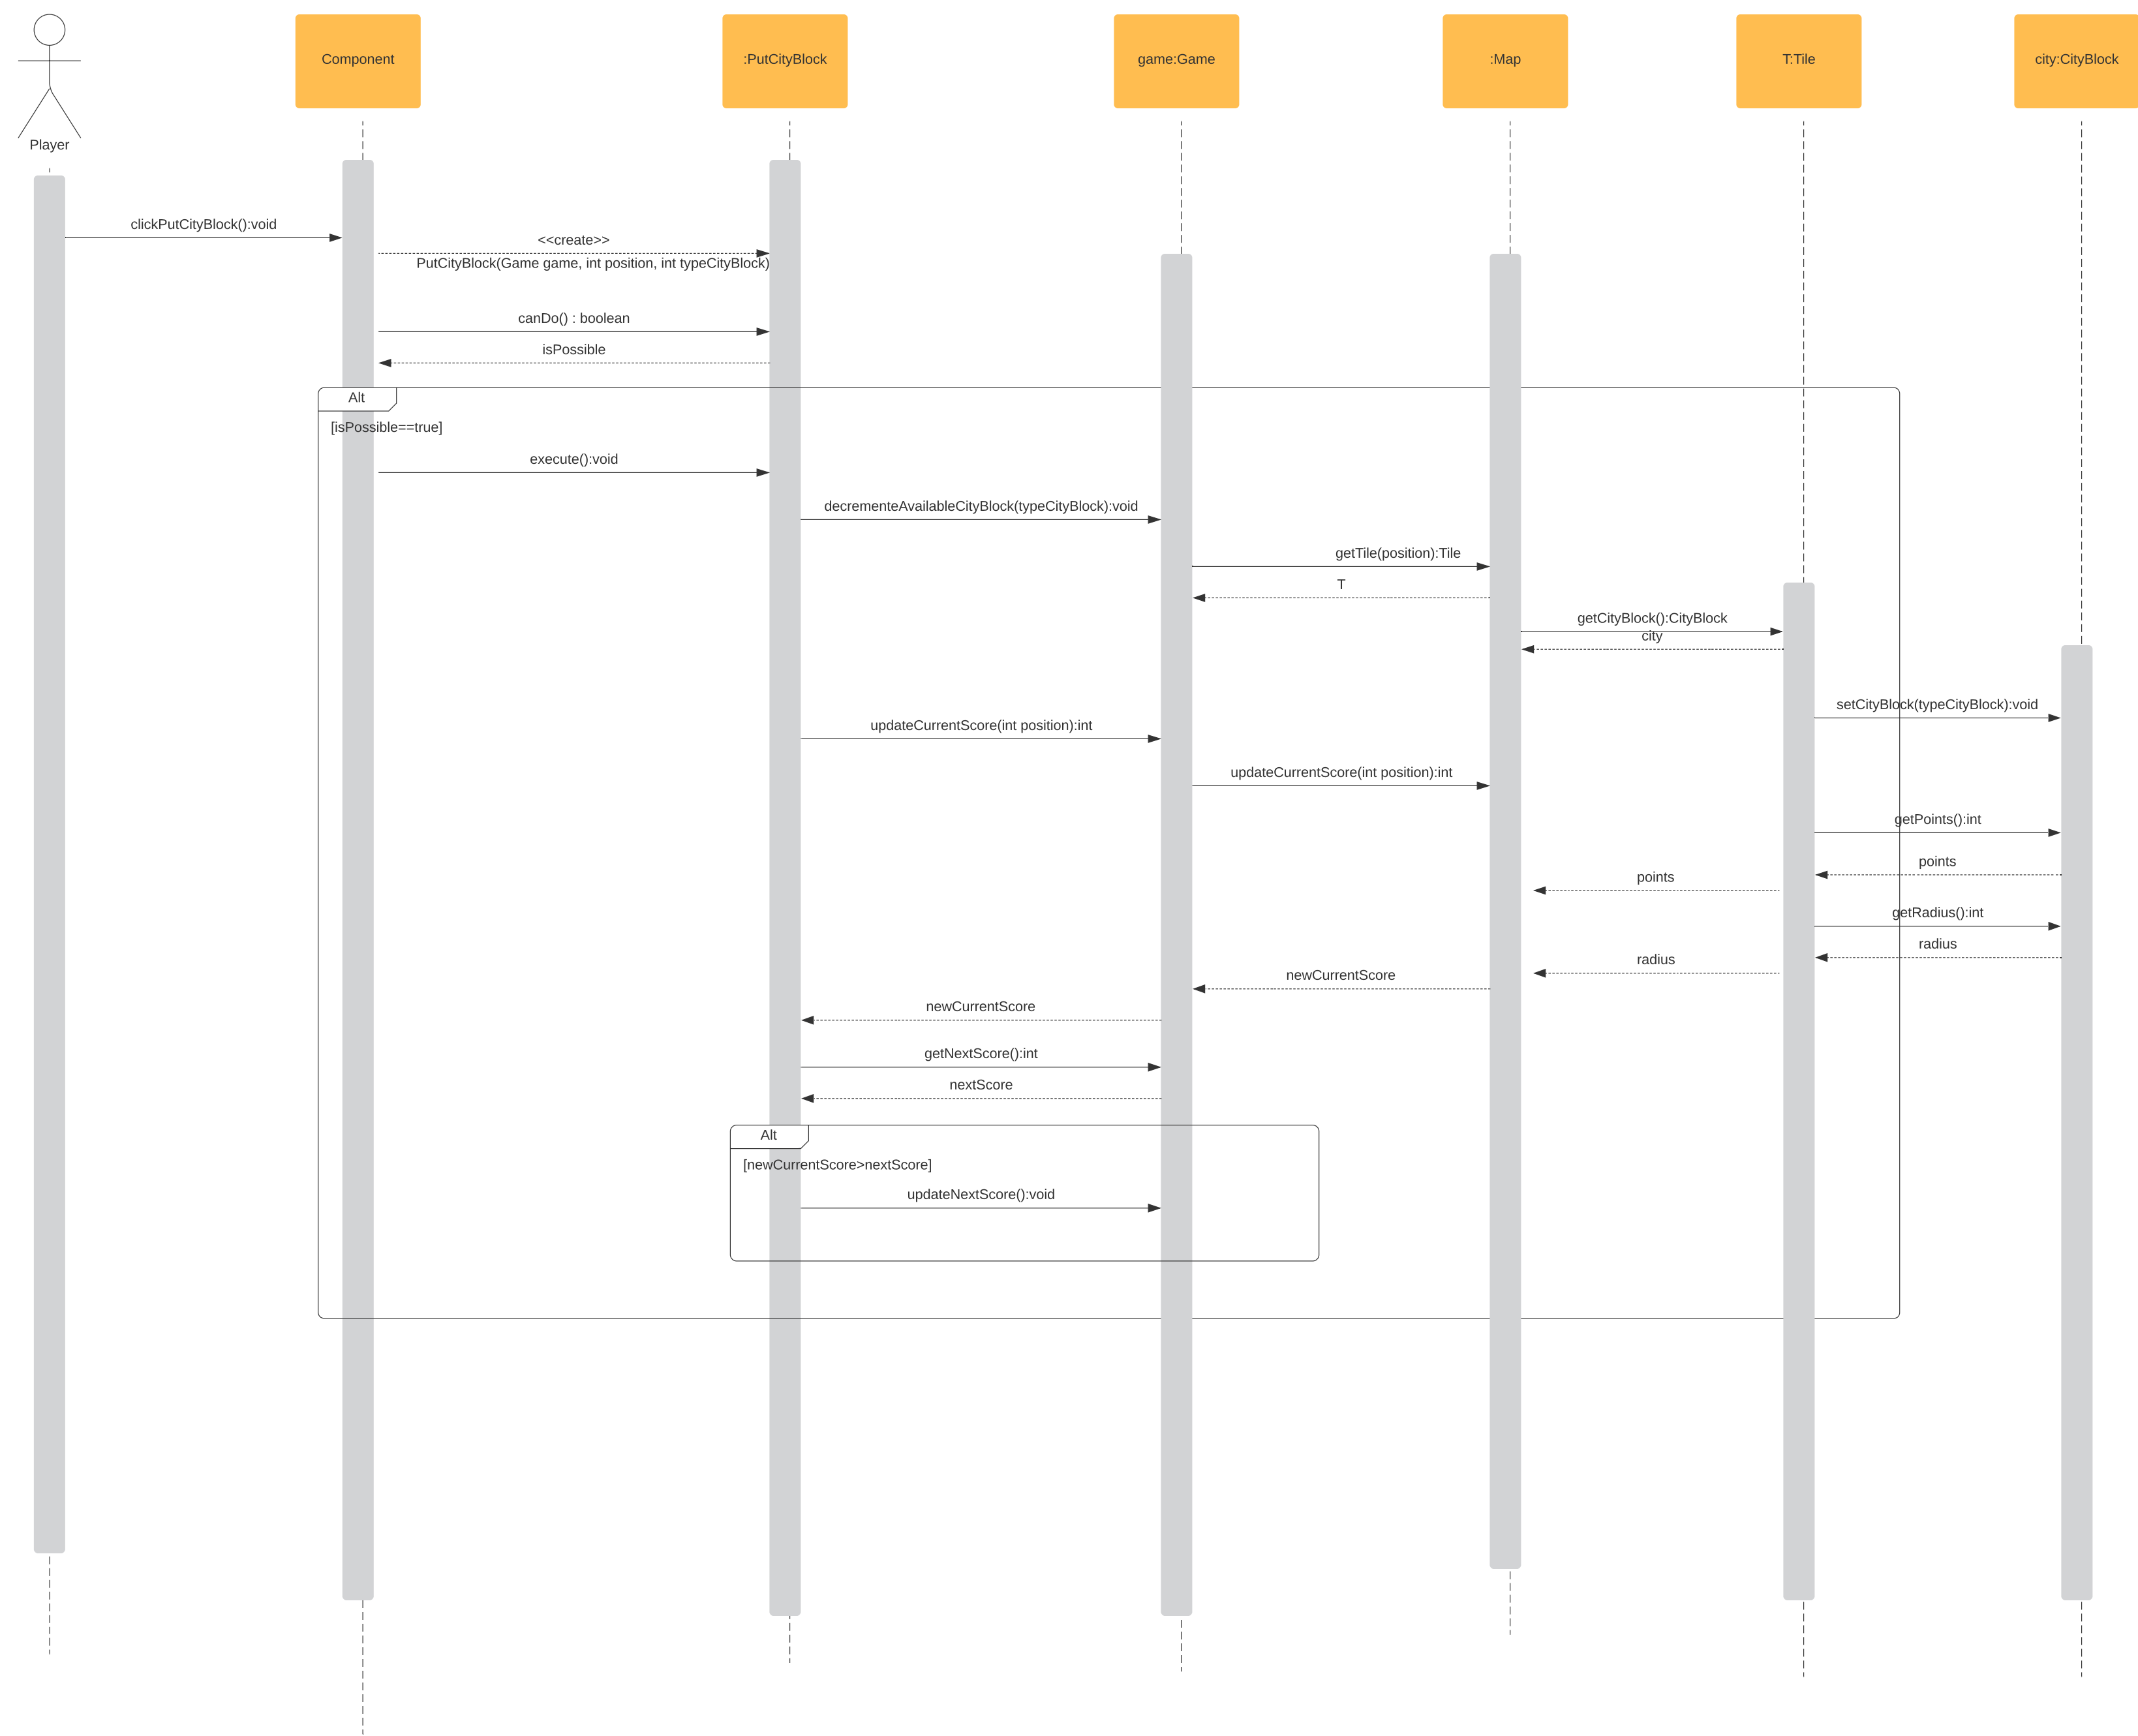 Component
:PutCityBlock
game:Game
:Map
T:Tile
city:CityBlock
Player
clickPutCityBlock():void
<<create>>
PutCityBlock(Game game, int position, int typeCityBlock)
canDo() : boolean
isPossible
Alt
[isPossible==true]
execute():void
decrementeAvailableCityBlock(typeCityBlock):void
getTile(position):Tile
T
getCityBlock():CityBlock
city
setCityBlock(typeCityBlock):void
updateCurrentScore(int position):int
updateCurrentScore(int position):int
getPoints():int
points
points
getRadius():int
radius
radius
newCurrentScore
newCurrentScore
getNextScore():int
nextScore
Alt
[newCurrentScore>nextScore]
updateNextScore():void